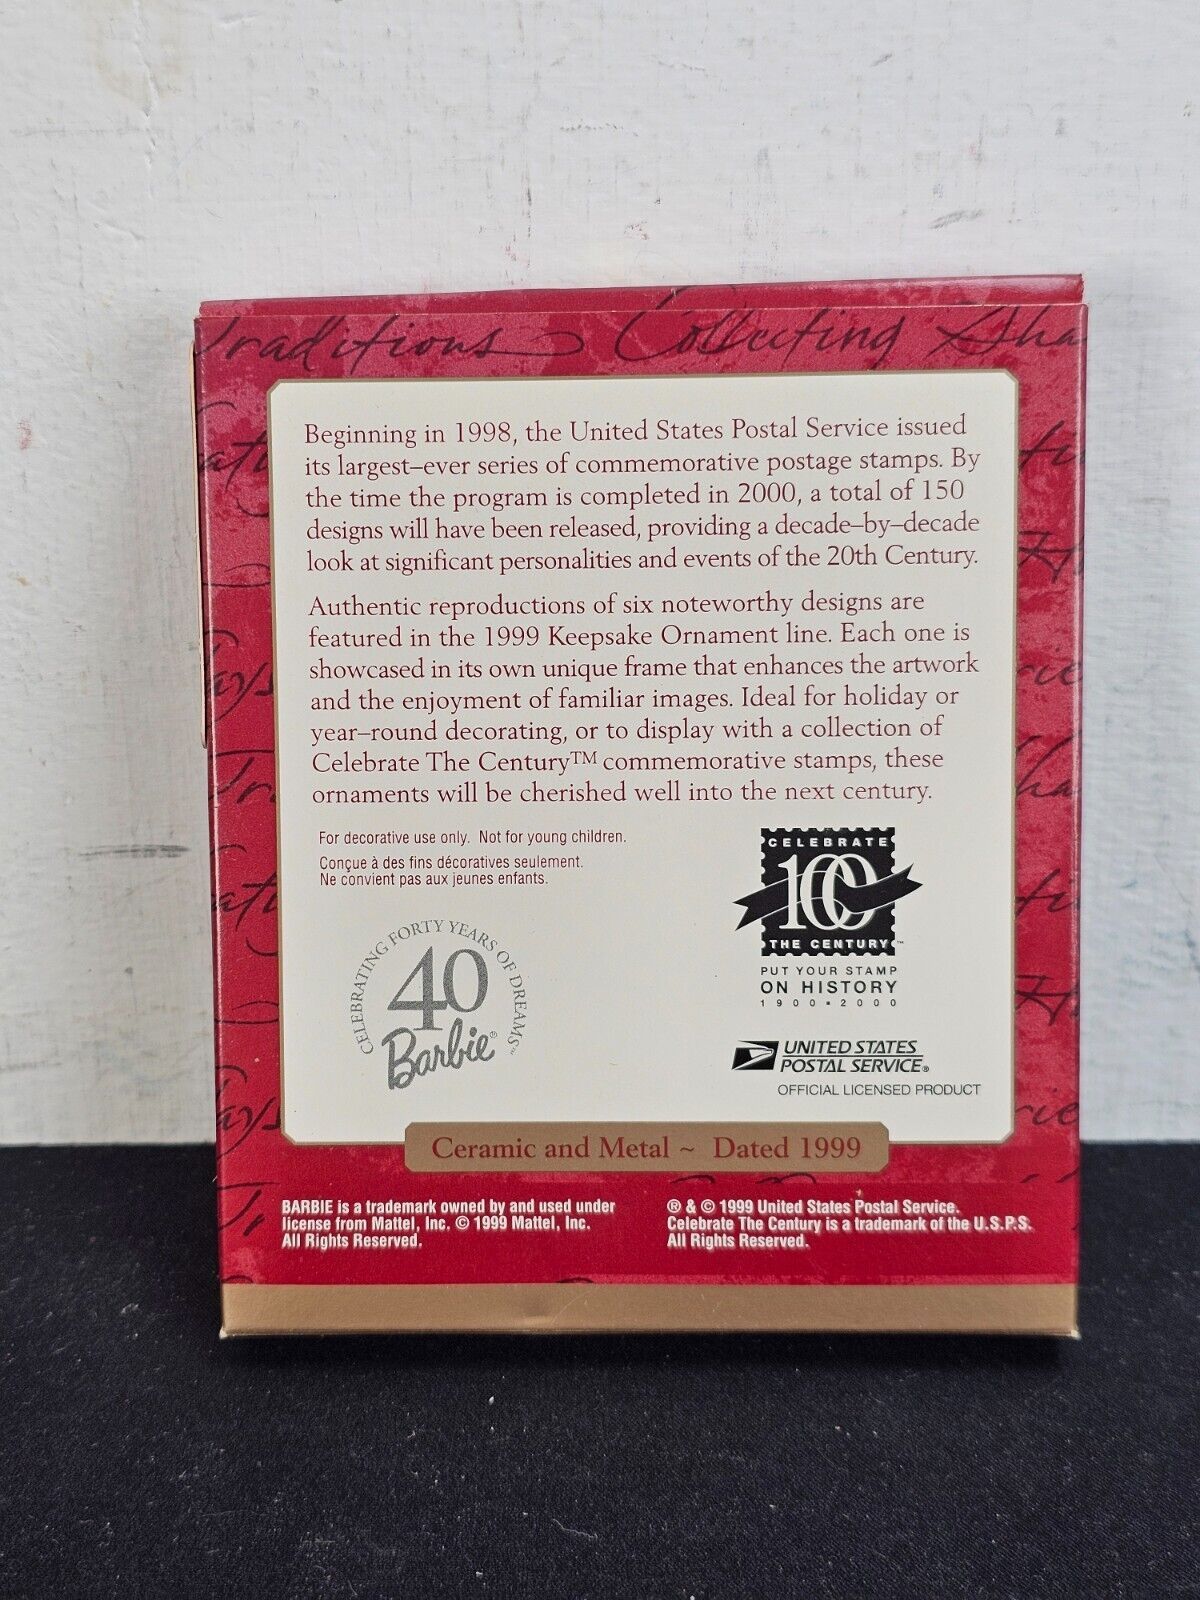 Traditions Collecting Sha
Beginning in 1998, the United States Postal Service issued
its largest–ever series of commemorative postage stamps. By
the time the program is completed in 2000, a total of 150
designs will have been released, providing a decade–by–decade
look at significant personalities and events of the 20th Century.
Authentic reproductions of six noteworthy designs are
featured in the 1999 Keepsake Ornament line. Each one is
showcased in its own unique frame that enhances the artwork
and the enjoyment of familiar images. Ideal for holiday or
year–round decorating, or to display with a collection of
Celebrate The Century™ commemorative stamps, these
ornaments will be cherished well into the next century.
For decorative use only. Not for young children.
Conçue à des fins décoratives seulement.
Ne convient pas aux jeunes enfants.
CELEBRATING FORTY YEARS OF DREAMS™
40
Barbie®
CELEBRATE
100
THE CENTURY™
PUT YOUR STAMP
ON HISTORY
1900▪2000
UNITED STATES
POSTAL SERVICE®
OFFICIAL LICENSED PRODUCT
Ceramic and Metal ~ Dated 1999
BARBIE is a trademark owned by and used under
license from Mattel, Inc. © 1999 Mattel, Inc.
All Rights Reserved.
® & © 1999 United States Postal Service.
Celebrate The Century is a trademark of the U.S.P.S.
All Rights Reserved.